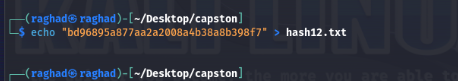 ┌──(raghad㉿raghad)-[~/Desktop/capston]
└─$ echo "bd96895a877aa2a2008a4b38a8b398f7" > hash12.txt
┌──(raghad㉿raghad)-[~/Desktop/capston]